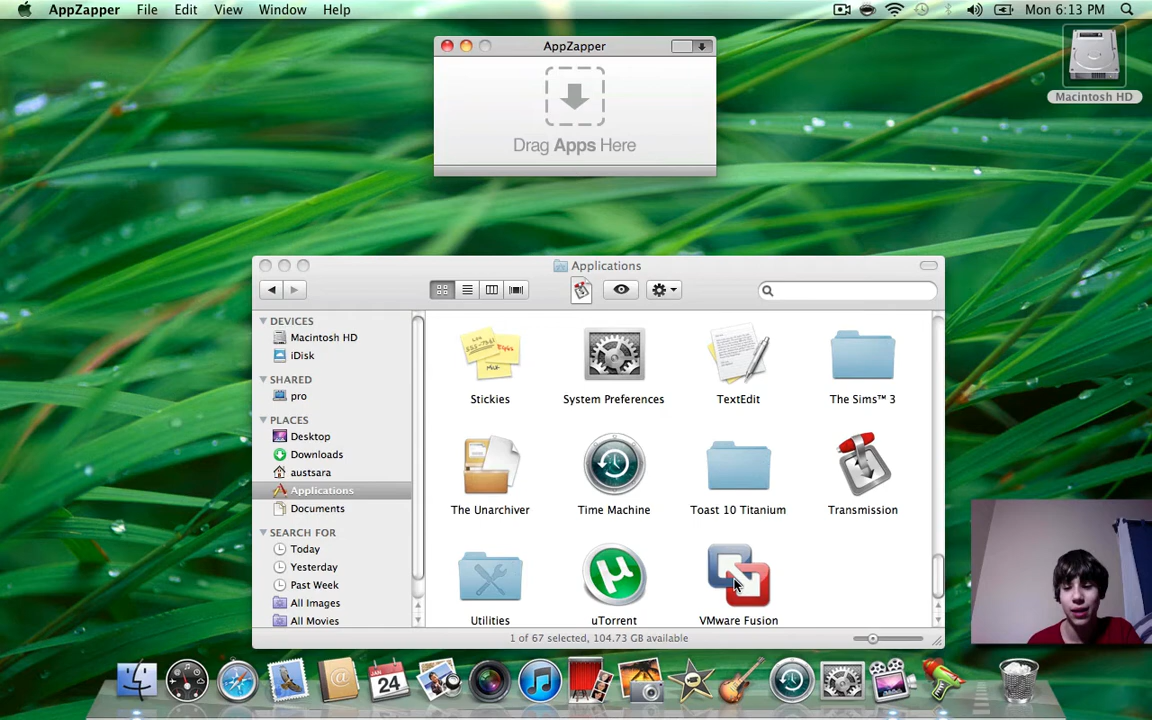 AppZapper File Edit View Window Help
Mon 6:13 PM
AppZapper
Drag Apps Here
Macintosh HD
Applications
DEVICES
Macintosh HD
iDisk
SHARED
pro
PLACES
Desktop
Downloads
austsara
Applications
Documents
SEARCH FOR
Today
Yesterday
Past Week
All Images
All Movies
Stickies
System Preferences
TextEdit
The Sims™ 3
The Unarchiver
Time Machine
Toast 10 Titanium
Transmission
Utilities
uTorrent
VMware Fusion
1 of 67 selected, 104.73 GB available
24